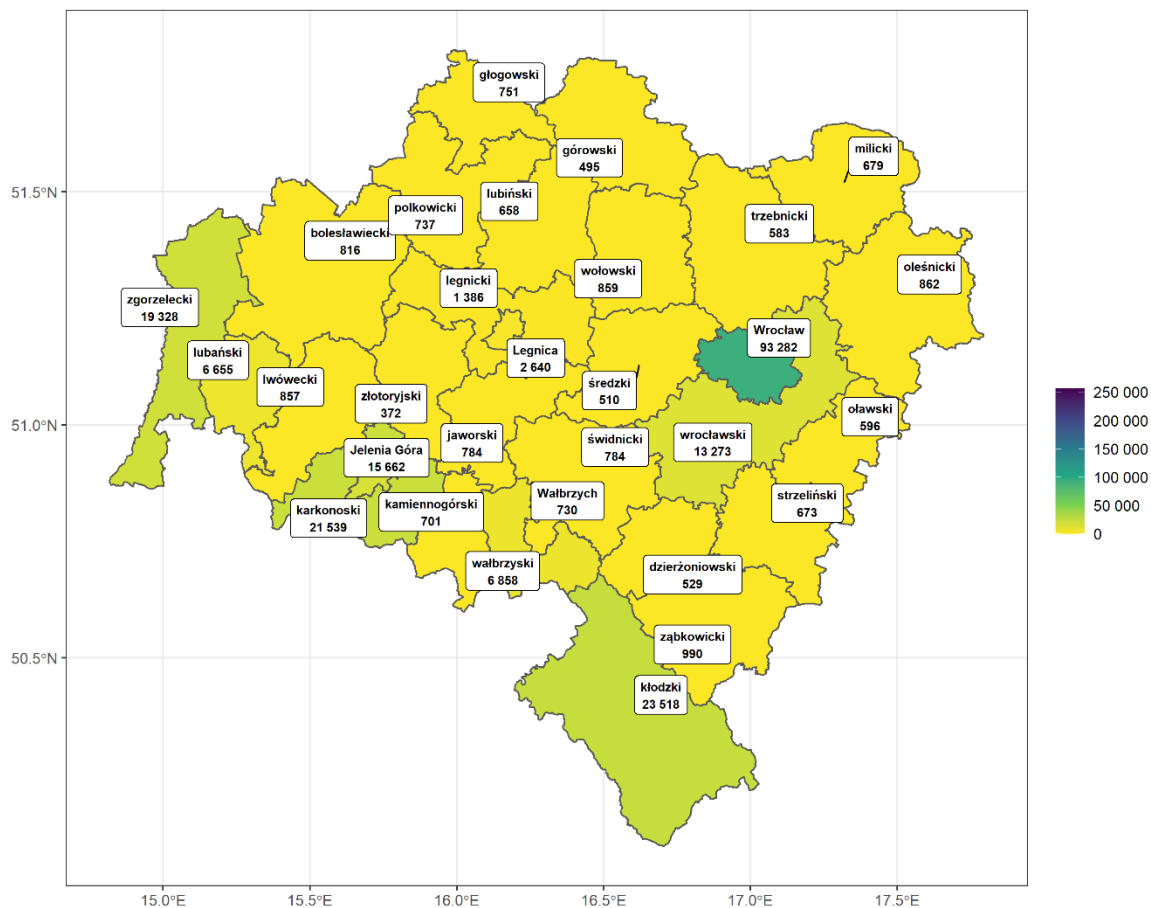 głogowski
751
górowski
495
milicki
679
lubiński
658
polkowicki
737
trzebnicki
583
bolesławiecki
816
oleśnicki
862
legnicki
1 386
wołowski
859
zgorzelecki
19 328
Wrocław
93 282
lubański
6 655
Legnica
2 640
lwówecki
857
średzki
510
złotoryjski
372
oławski
596
jaworski
784
świdnicki
784
wrocławski
13 273
Jelenia Góra
15 662
karkonoski
21 539
kamiennogórski
701
Wałbrzych
730
strzeliński
673
wałbrzyski
6 858
dzierżoniowski
529
ząbkowicki
990
kłodzki
23 518
51.5°N
51.0°N
50.5°N
15.0°E
15.5°E
16.0°E
16.5°E
17.0°E
17.5°E
250 000
200 000
150 000
100 000
50 000
0